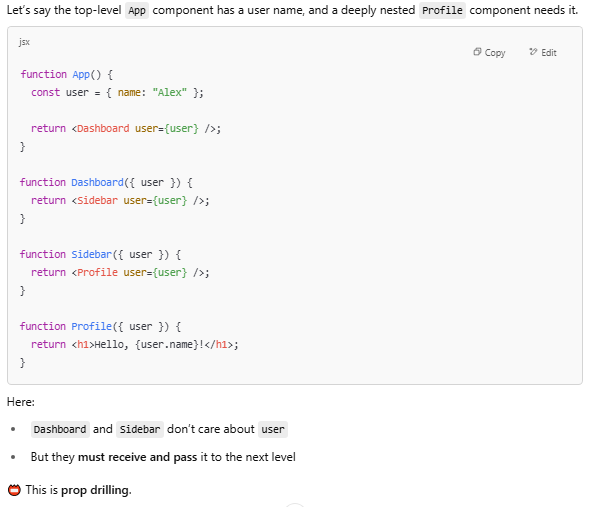 Let's say the top-level App component has a user name, and a deeply nested Profile component needs it.
jsx
Copy Edit
function App() {
  const user = { name: "Alex" };

  return <Dashboard user={user} />;
}

function Dashboard({ user }) {
  return <Sidebar user={user} />;
}

function Sidebar({ user }) {
  return <Profile user={user} />;
}

function Profile({ user }) {
  return <h1>Hello, {user.name}!</h1>;
}
Here:
• Dashboard and Sidebar don't care about user
• But they must receive and pass it to the next level
📛 This is prop drilling.